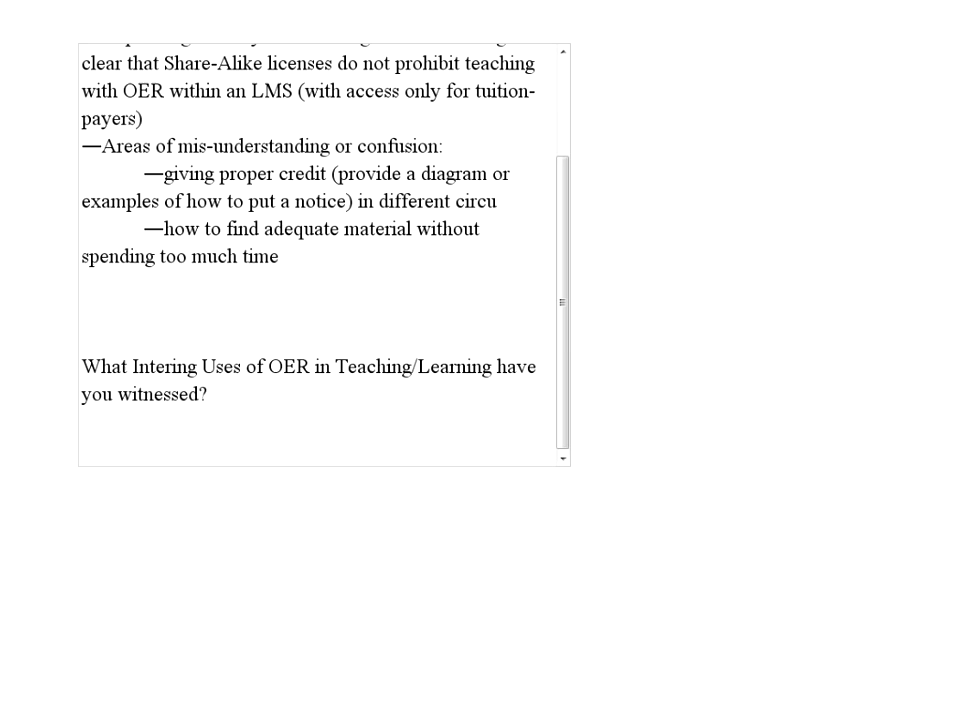 clear that Share-Alike licenses do not prohibit teaching
with OER within an LMS (with access only for tuition-
payers)
—Areas of mis-understanding or confusion:
—giving proper credit (provide a diagram or
examples of how to put a notice) in different circu
—how to find adequate material without
spending too much time
What Intering Uses of OER in Teaching/Learning have
you witnessed?